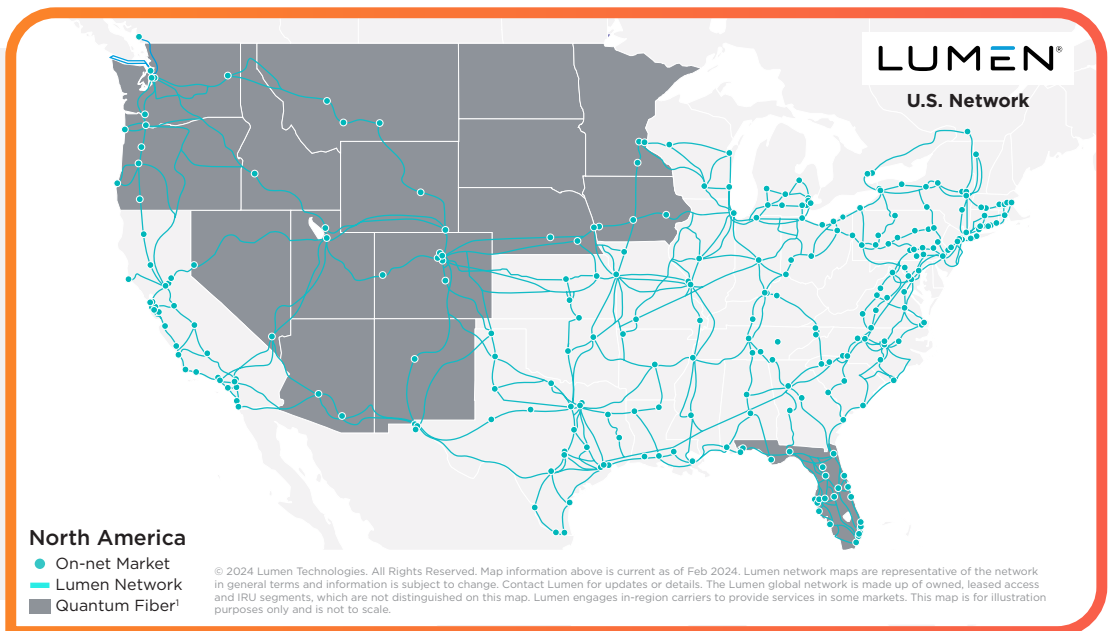 LUMEN®
U.S. Network
North America
On-net Market
Lumen Network
Quantum Fiber¹
© 2024 Lumen Technologies. All Rights Reserved. Map information above is current as of Feb 2024. Lumen network maps are representative of the network
in general terms and information is subject to change. Contact Lumen for updates or details. The Lumen global network is made up of owned, leased access
and IRU segments, which are not distinguished on this map. Lumen engages in-region carriers to provide services in some markets. This map is for illustration
purposes only and is not to scale.